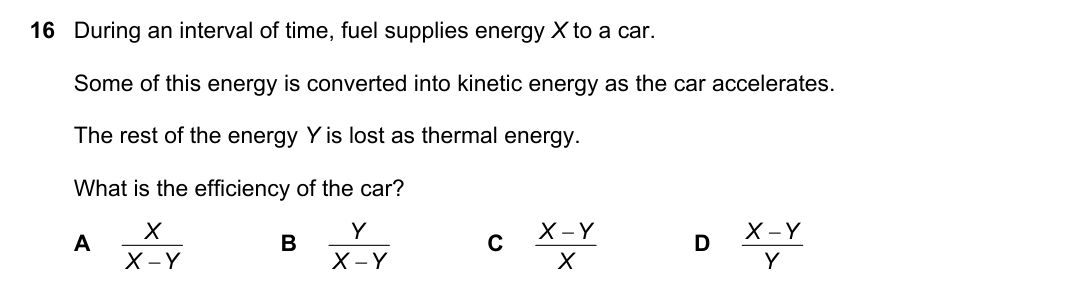 16 During an interval of time, fuel supplies energy X to a car.
Some of this energy is converted into kinetic energy as the car accelerates.
The rest of the energy Y is lost as thermal energy.
What is the efficiency of the car?
A X / (X – Y) B Y / (X – Y) C (X – Y) / X D (X – Y) / Y